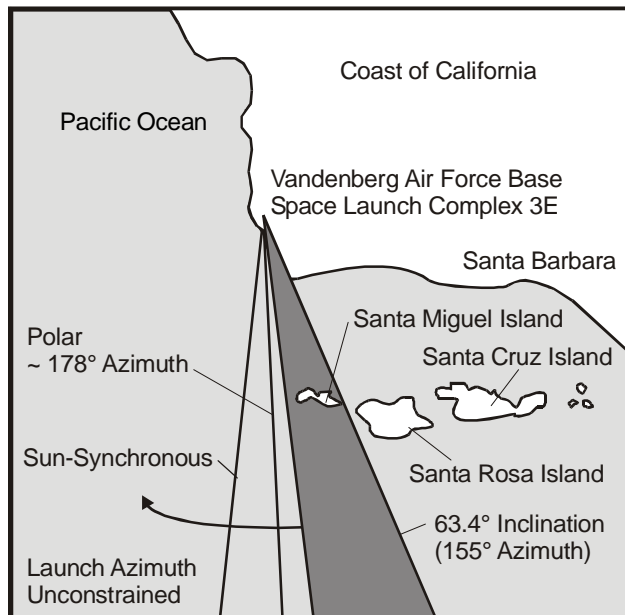 Coast of California
Pacific Ocean
Vandenberg Air Force Base
Space Launch Complex 3E
Santa Barbara
Santa Miguel Island
Polar
~ 178° Azimuth
Santa Cruz Island
Sun-Synchronous
Santa Rosa Island
63.4° Inclination
(155° Azimuth)
Launch Azimuth
Unconstrained